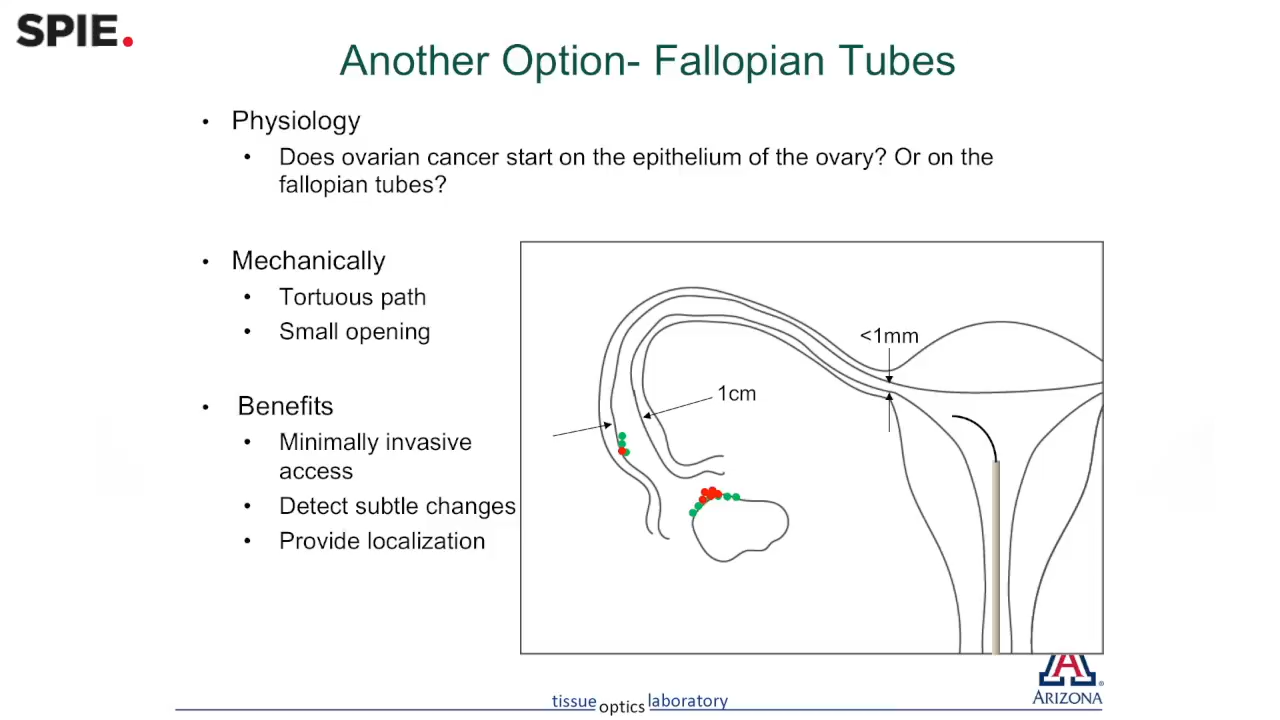 SPIE.
Another Option- Fallopian Tubes
• Physiology
• Does ovarian cancer start on the epithelium of the ovary? Or on the
fallopian tubes?
• Mechanically
• Tortuous path
• Small opening
• Benefits
• Minimally invasive
access
• Detect subtle changes
• Provide localization
<1mm
1cm
tissue optics laboratory
A
ARIZONA